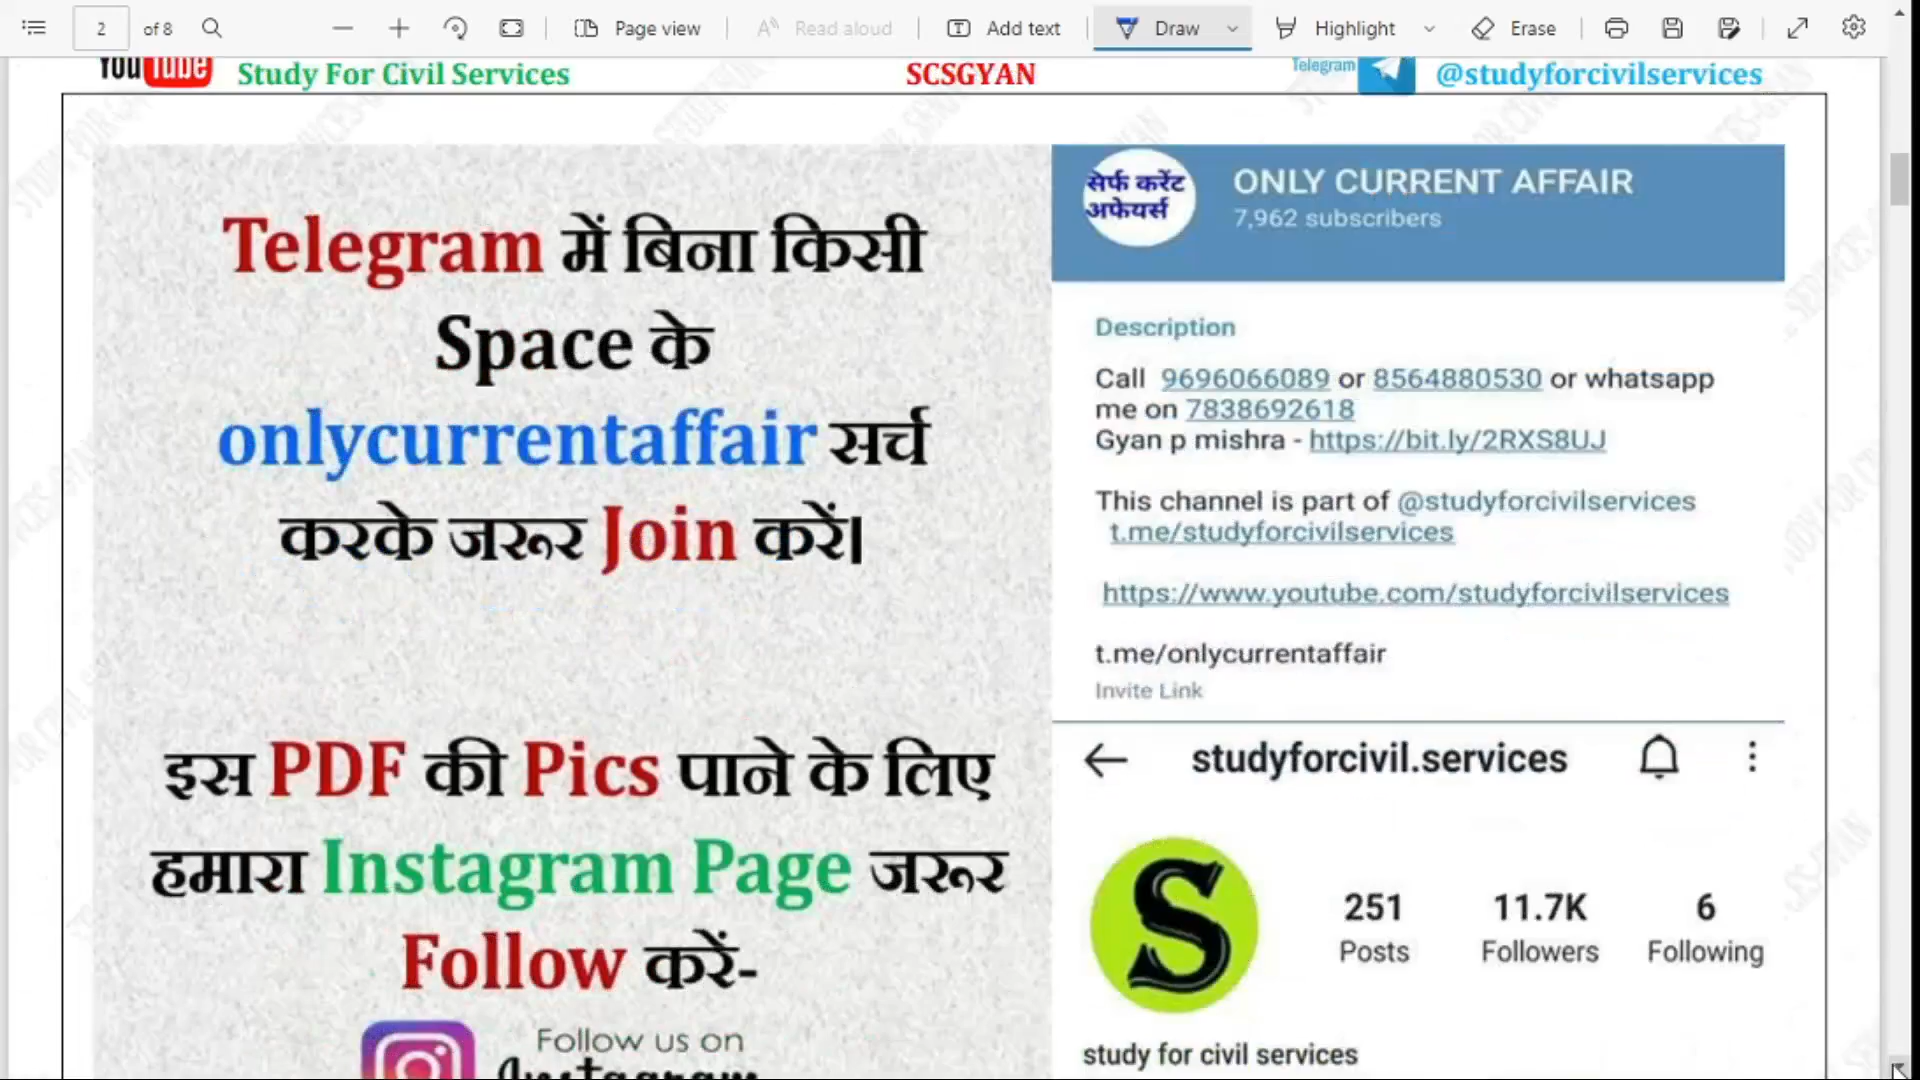 2 of 8 Page view Read aloud Add text Draw Highlight Erase
YouTube Study For Civil Services SCSGYAN Telegram @studyforcivilservices
Telegram में बिना किसी
Space के
onlycurrentaffair सर्च
करके जरूर Join करें।
इस PDF की Pics पाने के लिए
हमारा Instagram Page जरूर
Follow करें-
Follow us on
Instagram
सिर्फ करेंट
अफेयर्स
ONLY CURRENT AFFAIR
7,962 subscribers
Description
Call 9696066089 or 8564880530 or whatsapp
me on 7838692618
Gyan p mishra - https://bit.ly/2RXS8UJ
This channel is part of @studyforcivilservices
t.me/studyforcivilservices
https://www.youtube.com/studyforcivilservices
t.me/onlycurrentaffair
Invite Link
studyforcivil.services
S
251 11.7K 6
Posts Followers Following
study for civil services